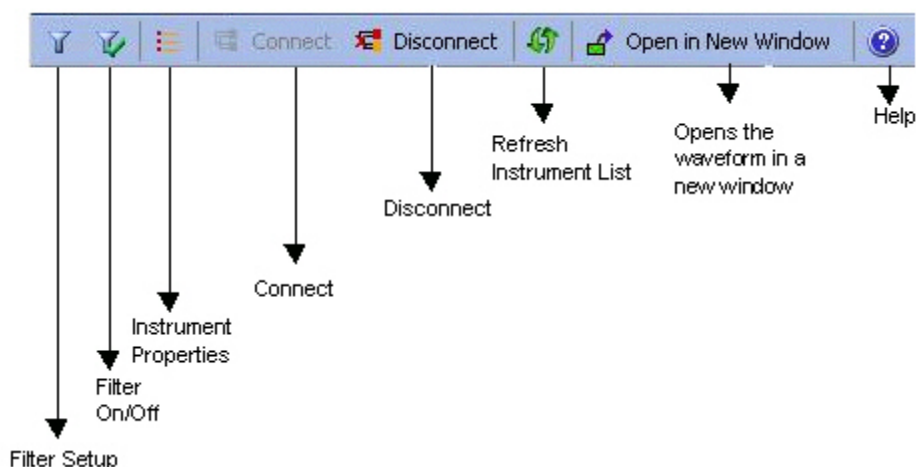 Connect
Disconnect
Open in New Window
?
Help
Opens the
waveform in a
new window
Refresh
Instrument List
Disconnect
Connect
Instrument
Properties
Filter
On/Off
Filter Setup